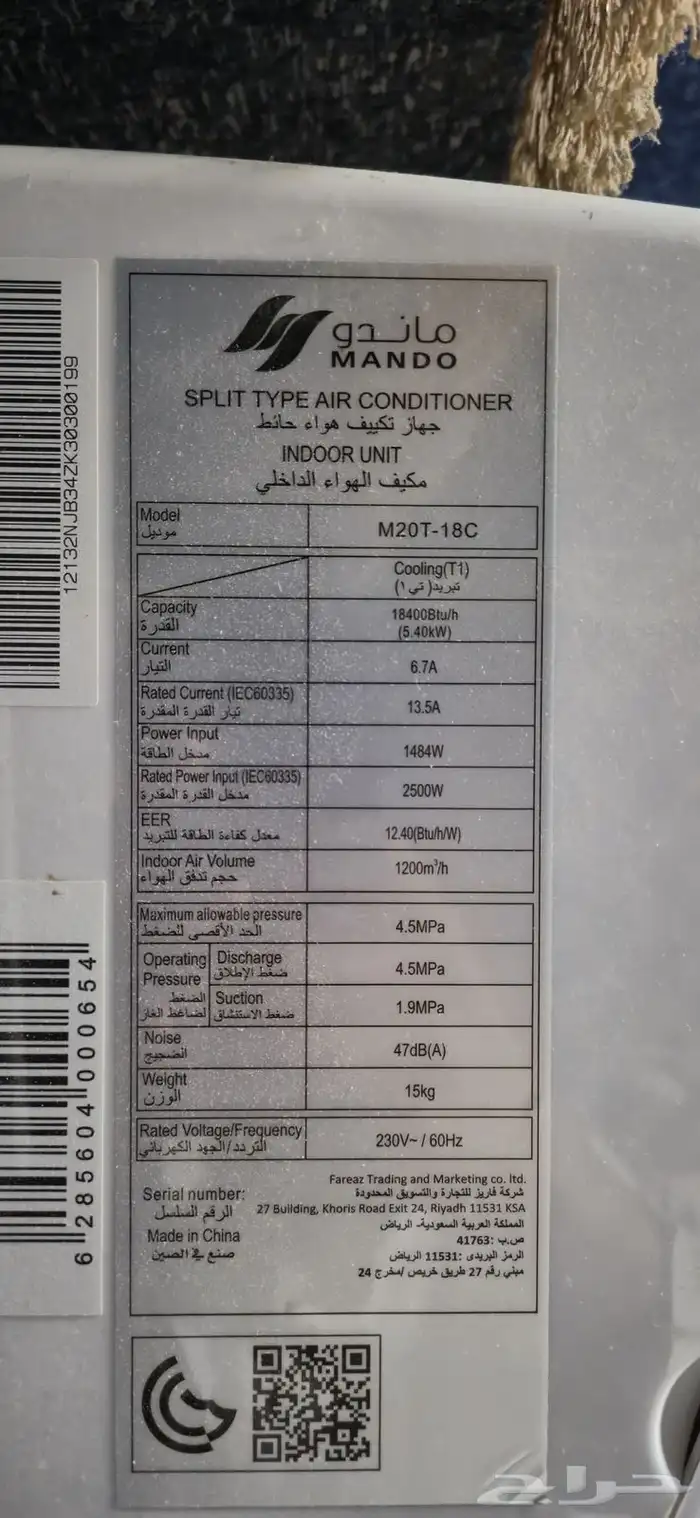 ماندو
MANDO
SPLIT TYPE AIR CONDITIONER
جهاز تكييف هواء حائط
INDOOR UNIT
مكيف الهواء الداخلي
Model
موديل
M20T-18C
Cooling(T1)
تبريد( تي ١)
Capacity
القدرة
18400Btu/h
(5.40kW)
Current
التيار
6.7A
Rated Current (IEC60335)
تيار القدرة المقدرة
13.5A
Power Input
مدخل الطاقة
1484W
Rated Power Input (IEC60335)
مدخل القدرة المقدرة
2500W
EER
معدل كفاءة الطاقة للتبريد
12.40(Btu/h/W)
Indoor Air Volume
حجم تدفق الهواء
1200m³/h
Maximum allowable pressure
الحد الأقصى للضغط
4.5MPa
Operating Pressure
الضغط
لضاغط الغاز
Discharge
ضغط الإطلاق
4.5MPa
Suction
ضغط الاستنشاق
1.9MPa
Noise
الضجيج
47dB(A)
Weight
الوزن
15kg
Rated Voltage/Frequency
التردد/الجهد الكهربائي
230V~ / 60Hz
Serial number:
الرقم السلسل
Made in China
صنع في الصين
Fareaz Trading and Marketing co. ltd.
شركة فاريز للتجارة والتسويق المحدودة
27 Building, Khoris Road Exit 24, Riyadh 11531 KSA
المملكة العربية السعودية- الرياض
ص.ب :41763
الرمز البريدى :11531 الرياض
مبني رقم 27 طريق خريص /مخرج 24
12132NJB34ZK30300199
6 285604 000654
حراج